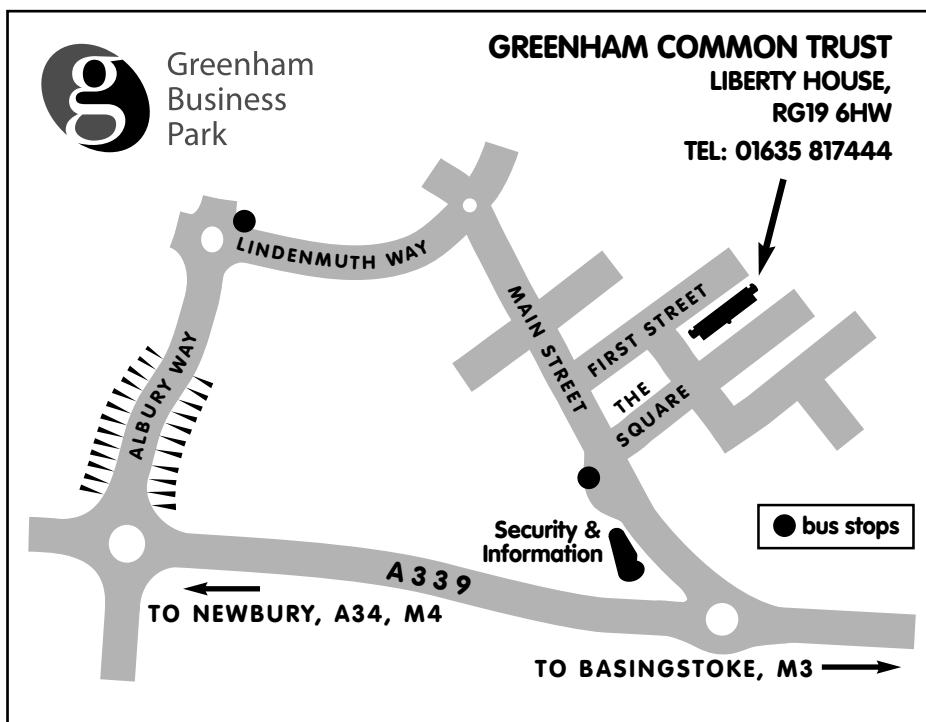 g
Greenham
Business
Park
GREENHAM COMMON TRUST
LIBERTY HOUSE,
RG19 6HW
TEL: 01635 817444
LINDENMUTH WAY
MAIN STREET
FIRST STREET
THE
SQUARE
ALBURY WAY
Security &
Information
bus stops
A339
TO NEWBURY, A34, M4
TO BASINGSTOKE, M3